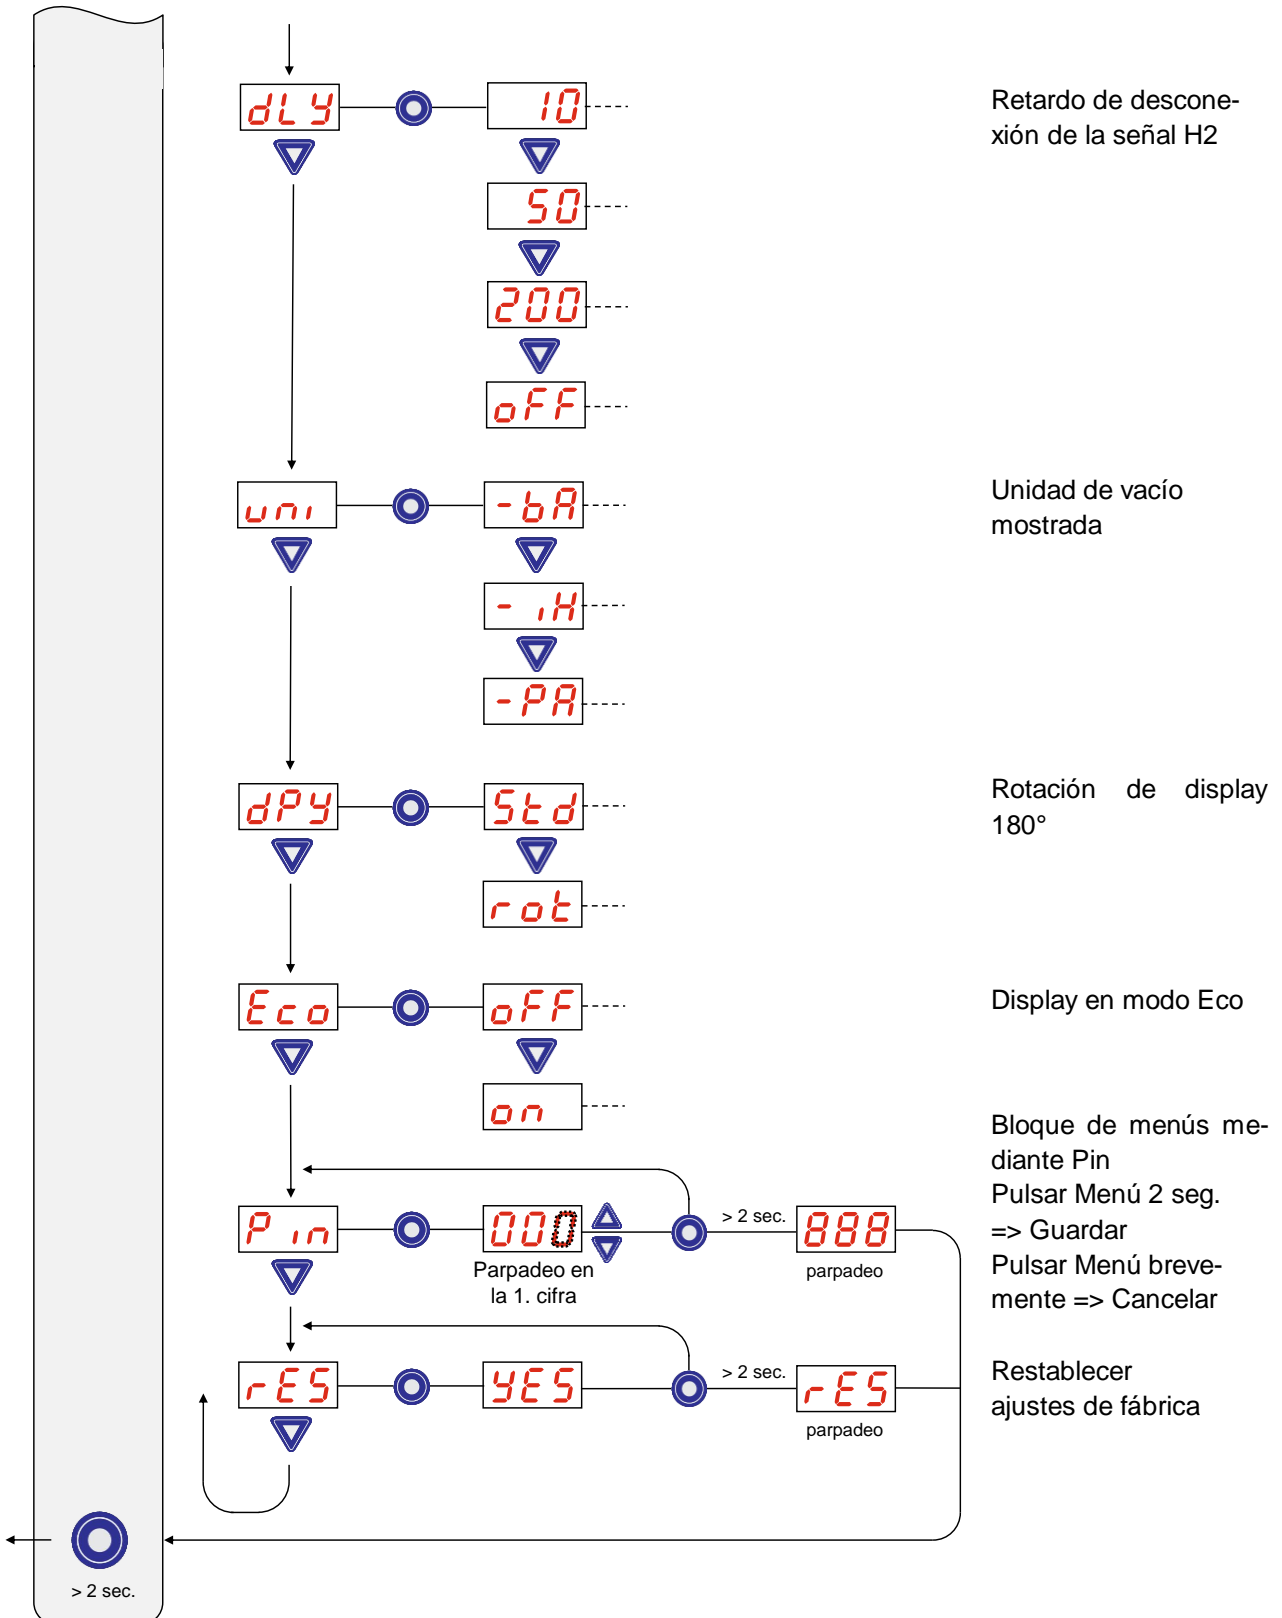 dLY
10
Retardo de descone-
xión de la señal H2
50
200
oFF
uni
-bA
Unidad de vacío
mostrada
-iH
-PA
dPY
Std
Rotación de display
180°
rot
Eco
oFF
Display en modo Eco
on
Bloque de menús me-
diante Pin
Pulsar Menú 2 seg.
=> Guardar
Pulsar Menú breve-
mente => Cancelar
Pin
000
> 2 sec.
888
Parpadeo en
la 1. cifra
parpadeo
rES
YES
> 2 sec.
rES
parpadeo
Restablecer
ajustes de fábrica
> 2 sec.